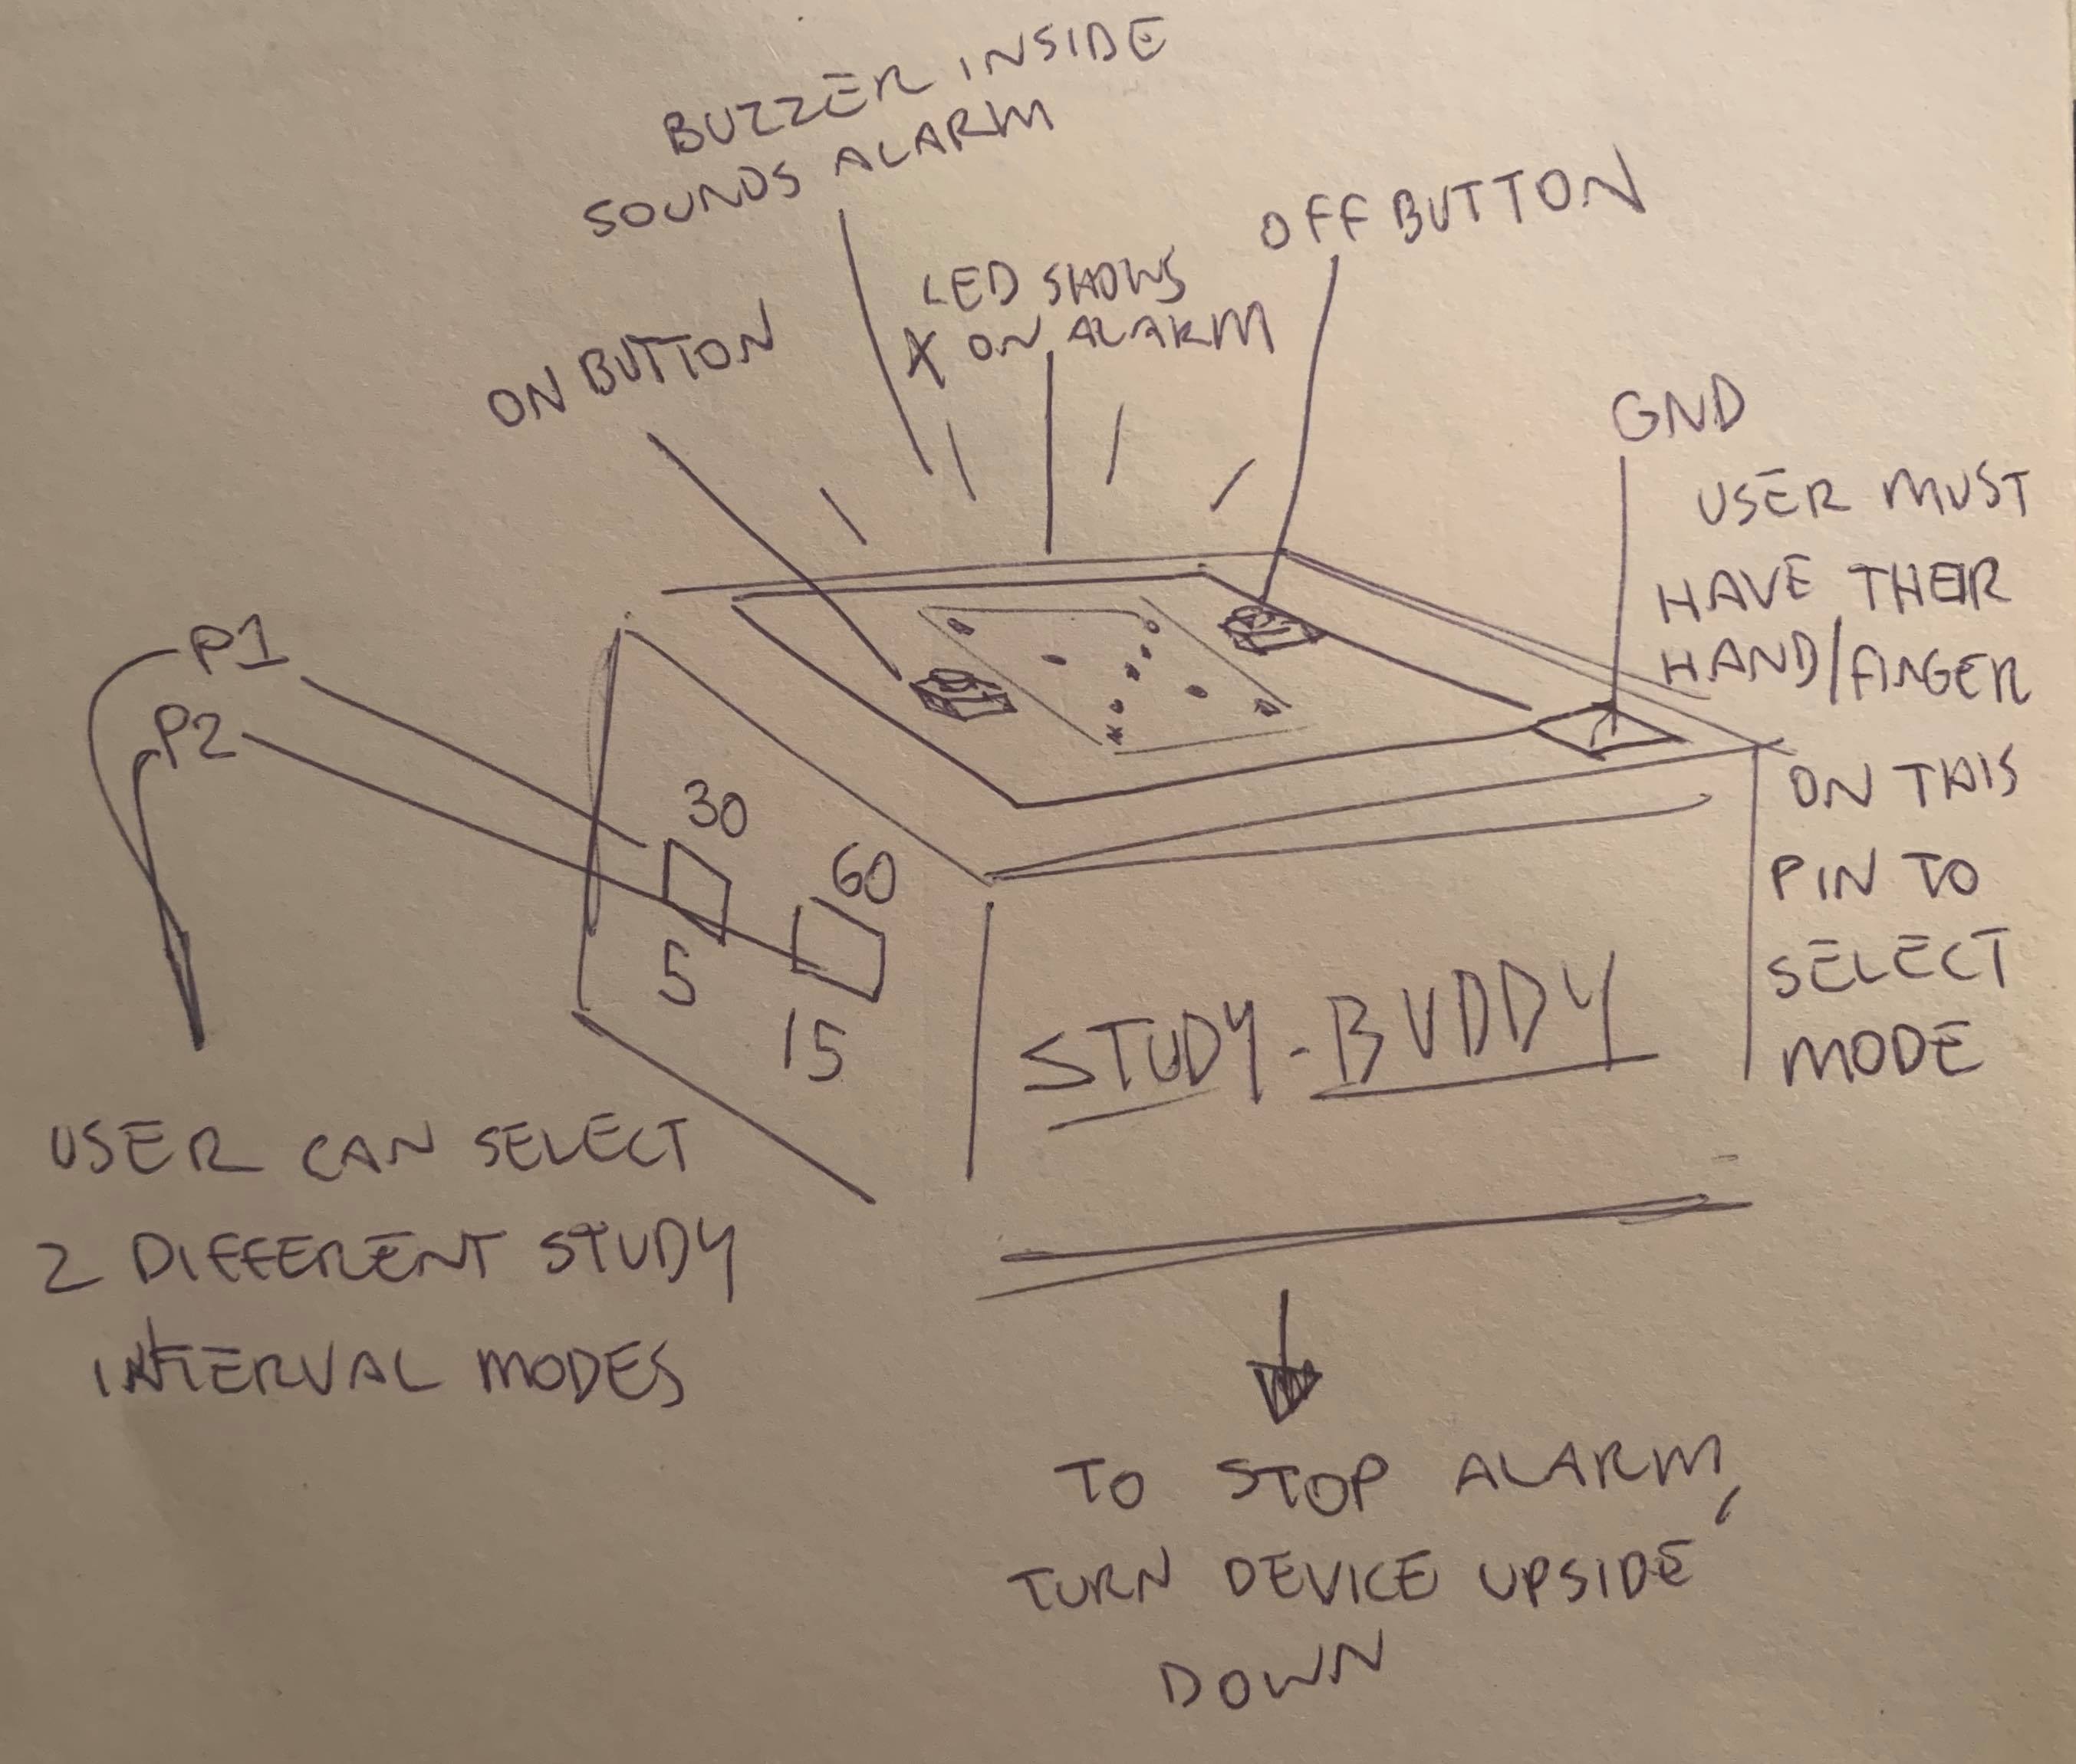 BUZZER INSIDE
SOUNDS ALARM
LED SHOWS
X ON ALARM
OFF BUTTON
ON BUTTON
GND
USER MUST
HAVE THEIR
HAND/FINGER
ON THIS
PIN TO
SELECT
MODE
P1
P2
30
5
60
15
STUDY-BUDDY
USER CAN SELECT
2 DIFFERENT STUDY
INTERVAL MODES
TO STOP ALARM,
TURN DEVICE UPSIDE
DOWN